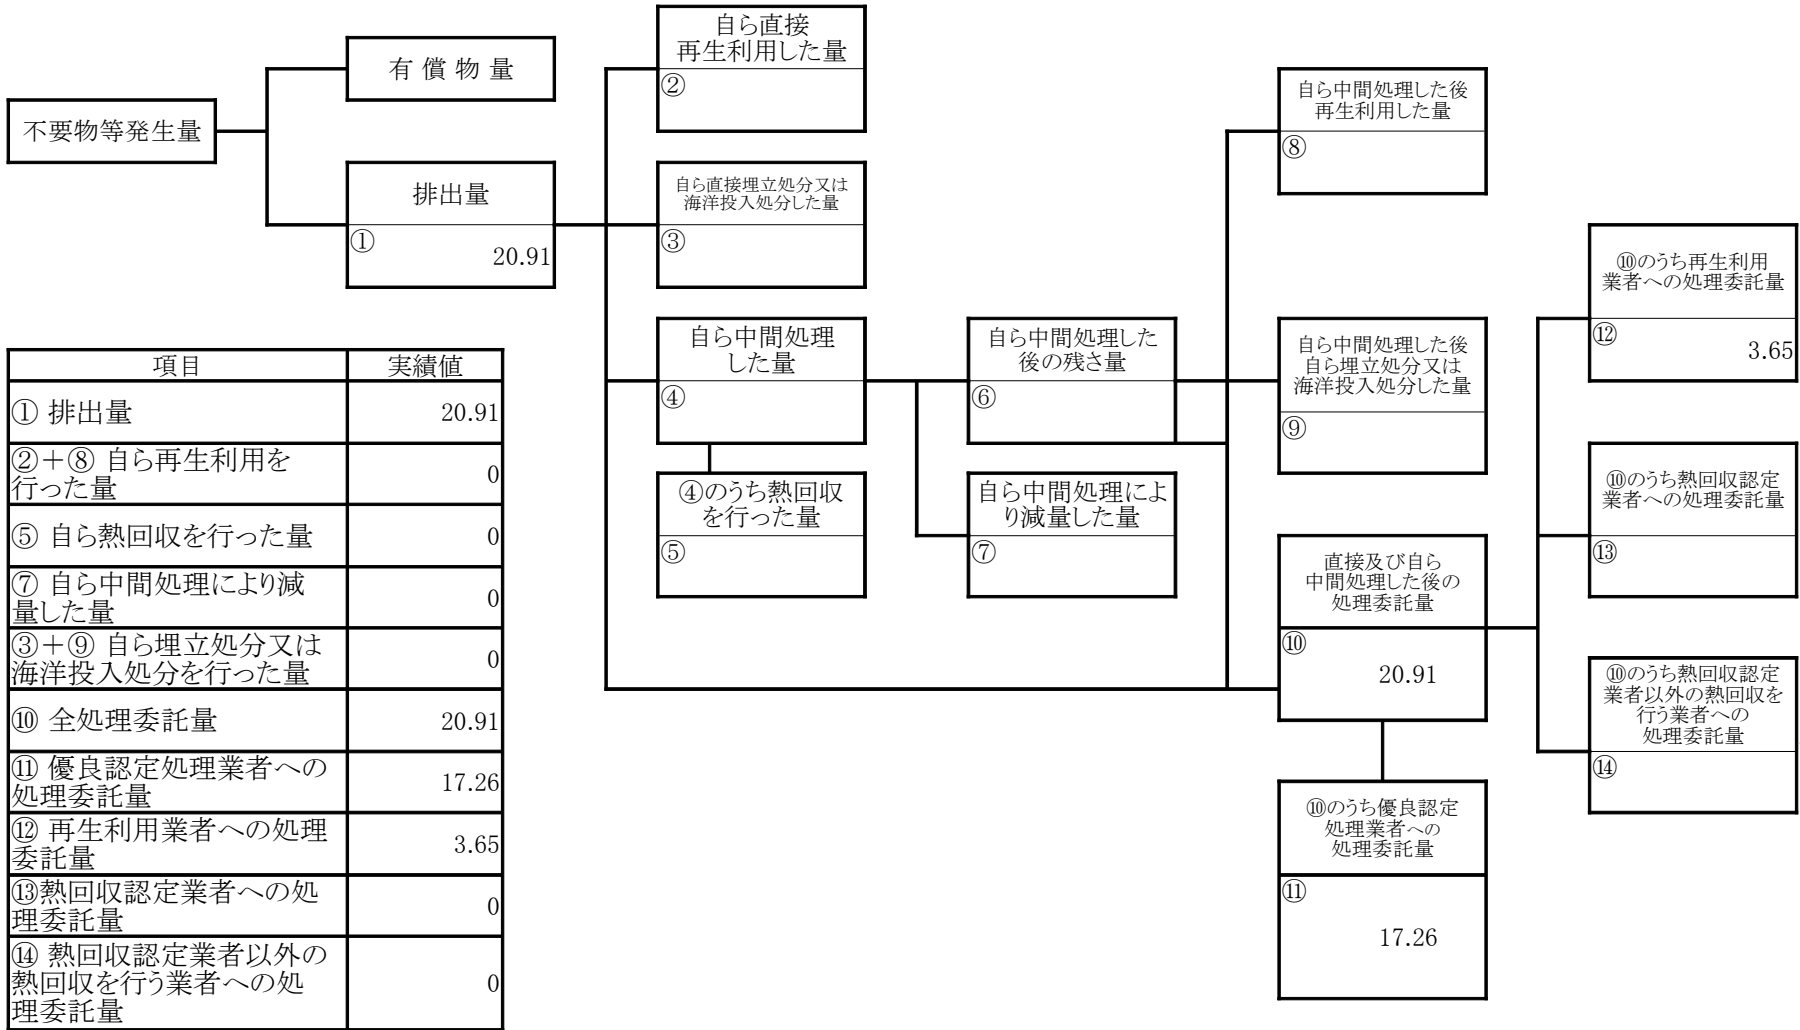 不要物等発生量
有償物量
排出量
①
20.91
自ら直接
再生利用した量
②
自ら直接埋立処分又は
海洋投入処分した量
③
自ら中間処理
した量
④
④のうち熱回収
を行った量
⑤
自ら中間処理した
後の残さ量
⑥
自ら中間処理によ
り減量した量
⑦
自ら中間処理した後
再生利用した量
⑧
自ら中間処理した後
自ら埋立処分又は
海洋投入処分した量
⑨
直接及び自ら
中間処理した後の
処理委託量
⑩
20.91
⑩のうち優良認定
処理業者への
処理委託量
⑪
17.26
⑩のうち再生利用
業者への処理委託量
⑫
3.65
⑩のうち熱回収認定
業者への処理委託量
⑬
⑩のうち熱回収認定
業者以外の熱回収を
行う業者への
処理委託量
⑭
項目 実績値
① 排出量 20.91
②＋⑧ 自ら再生利用を
行った量 0
⑤ 自ら熱回収を行った量 0
⑦ 自ら中間処理により減
量した量 0
③＋⑨ 自ら埋立処分又は
海洋投入処分を行った量 0
⑩ 全処理委託量 20.91
⑪ 優良認定処理業者への
処理委託量 17.26
⑫ 再生利用業者への処理
委託量 3.65
⑬熱回収認定業者への処
理委託量 0
⑭ 熱回収認定業者以外の
熱回収を行う業者への処
理委託量 0